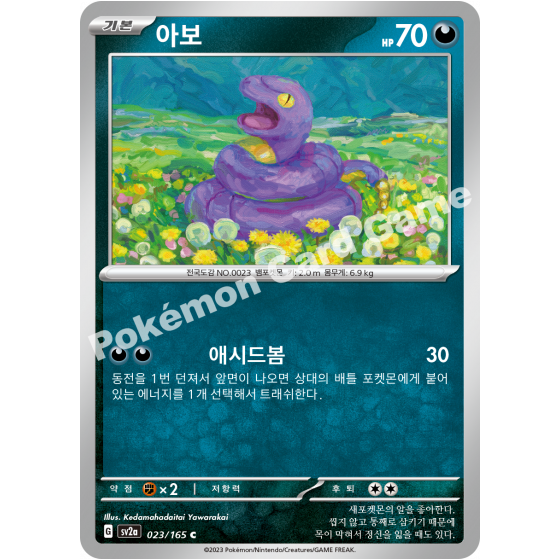 기본 아보 HP 70
전국도감 NO.0023 뱀포켓몬 키: 2.0 m 몸무게: 6.9 kg
애시드봄 30
동전을 1번 던져서 앞면이 나오면 상대의 배틀 포켓몬에게 붙어
있는 에너지를 1개 선택해서 트래쉬한다.
약점 ×2 저항력 후퇴
Illus. Kedamahadaitai Yawarakai
G sv2a 023/165 C
새포켓몬의 알을 좋아한다.
씹지 않고 통째로 삼키기 때문에
목이 막혀서 정신을 잃을 때도 있다.
©2023 Pokémon/Nintendo/Creatures/GAME FREAK.
Pokémon Card Game